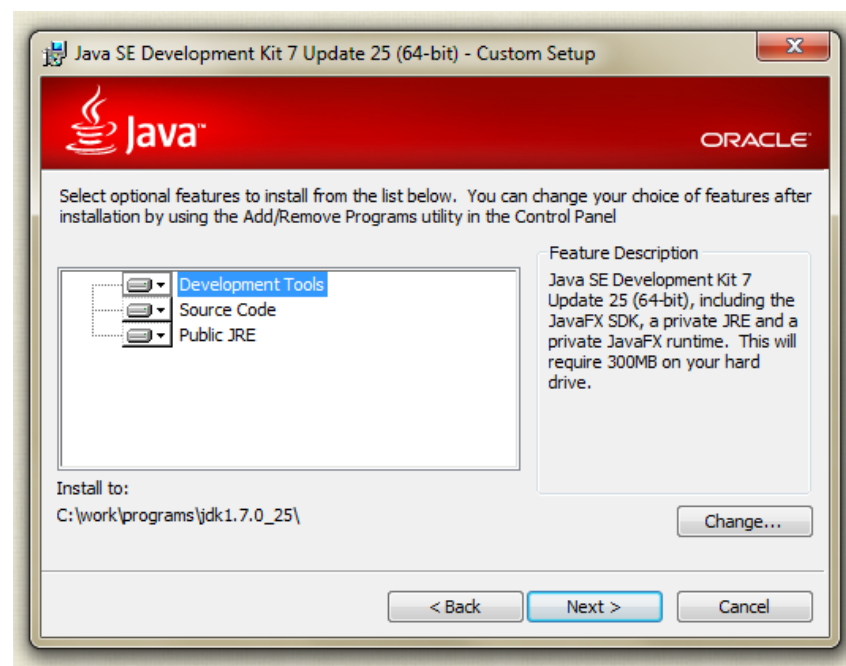 Java SE Development Kit 7 Update 25 (64-bit) - Custom Setup
Java™
ORACLE
Select optional features to install from the list below. You can change your choice of features after
installation by using the Add/Remove Programs utility in the Control Panel
Development Tools
Source Code
Public JRE
Feature Description
Java SE Development Kit 7
Update 25 (64-bit), including the
JavaFX SDK, a private JRE and a
private JavaFX runtime. This will
require 300MB on your hard
drive.
Install to:
C:\work\programs\jdk1.7.0_25\
Change...
< Back
Next >
Cancel